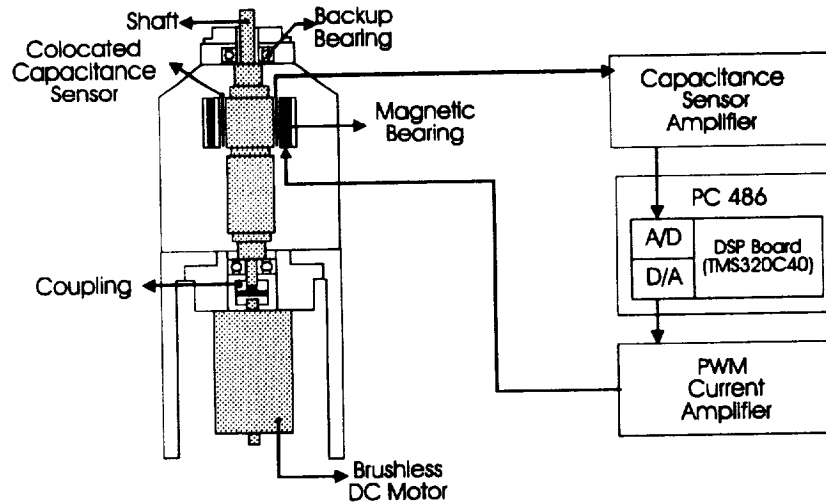 Shaft
Backup
Bearing
Colocated
Capacitance
Sensor
Magnetic
Bearing
Coupling
Brushless
DC Motor
Capacitance
Sensor
Amplifier
PC 486
A/D
D/A
DSP Board
(TMS320C40)
PWM
Current
Amplifier